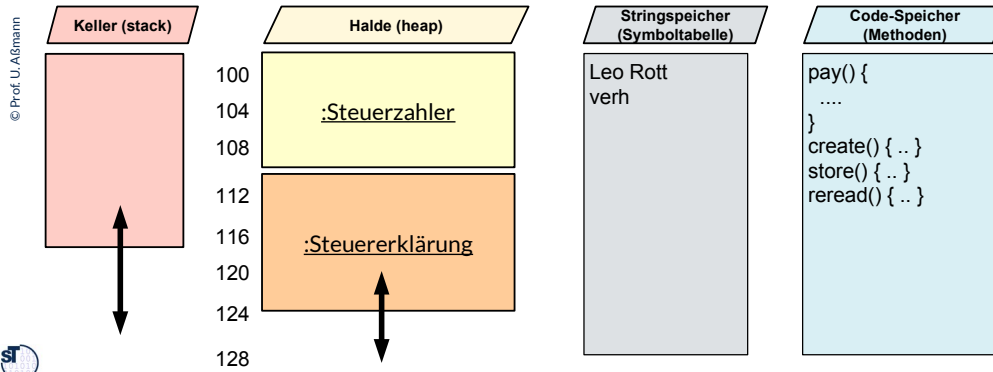 © Prof. U. Aßmann
Keller (stack)
Halde (heap)
Stringspeicher
(Symboltabelle)
Code-Speicher
(Methoden)
100
104
108
112
116
120
124
128
:Steuerzahler
:Steuererklärung
Leo Rott
verh
pay() {
....
}
create() { .. }
store() { .. }
reread() { .. }
ST